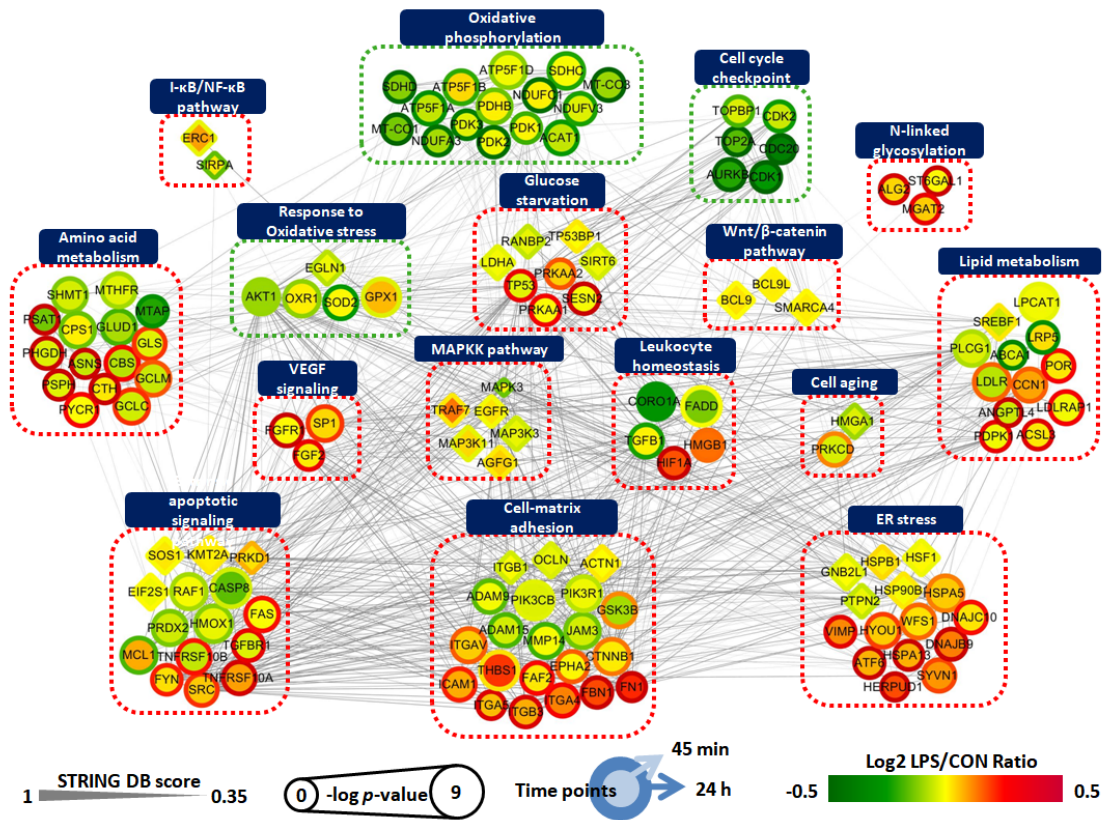 Oxidative
phosphorylation
ATP5F1D
SDHC
SDHD
ATP5F1B
MT-CO3
NDUFC1
ATP5F1A
PDHB
NDUFV3
MT-CO1
PDK3
PDK1
NDUFA3
PDK2
ACAT1
Cell cycle
checkpoint
TOPBP1
CDK2
TOP2A
CDC20
AURKB
CDK1
I-κB/NF-κB
pathway
ERC1
SIRPA
N-linked
glycosylation
ST6GAL1
ALG2
MGAT2
Glucose
starvation
RANBP2
TP53BP1
LDHA
SIRT6
PRKAA2
TP53
SESN2
PRKAA1
Response to
Oxidative stress
EGLN1
AKT1
OXR1
SOD2
GPX1
Wnt/β-catenin
pathway
BCL9L
BCL9
SMARCA4
Amino acid
metabolism
SHMT1
MTHFR
PSAT1
MTAP
CPS1
GLUD1
GLS
PHGDH
ASNS
CBS
PSPH
CTH
GCLM
PYCR1
GCLC
Lipid metabolism
LPCAT1
SREBF1
LRP5
PLCG1
ABCA1
POR
LDLR
CCN1
ANGPTL4
LDLRAP1
PDPK1
ACSL3
VEGF
signaling
FGFR1
SP1
FGF2
MAPKK pathway
MAPK3
TRAF7
EGFR
MAP3K3
MAP3K11
AGFG1
Leukocyte
homeostasis
CORO1A
FADD
TGFB1
HMGB1
HIF1A
Cell aging
HMGA1
PRKCD
apoptotic
signaling
pathway
SOS1
KMT2A
PRKD1
EIF2S1
RAF1
CASP8
PRDX2
HMOX1
FAS
TGFBR1
MCL1
TNFRSF10B
FYN
SRC
TNFRSF10A
Cell-matrix
adhesion
ITGB1
OCLN
ACTN1
ADAM9
PIK3CB
PIK3R1
GSK3B
ADAM15
MMP14
JAM3
ITGAV
CTNNB1
THBS1
EPHA2
ICAM1
FAF2
ITGA5
ITGB3
ITGA4
FBN1
FN1
ER stress
HSPB1
HSF1
GNB2L1
HSP90B
PTPN2
HSPA5
VIMP
HYOU1
WFS1
DNAJC10
DNAJB9
ATF6
HSPA13
HERPUD1
SYVN1
STRING DB score
1
0.35
0
-log p-value
9
Time points
45 min
24 h
Log2 LPS/CON Ratio
-0.5
0.5